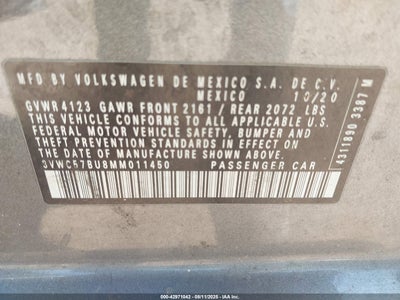 MFD BY VOLKSWAGEN DE MEXICO S.A. DE C.V.
MEXICO 10/20
GVWR 4123 GAWR FRONT 2161 / REAR 2072 LBS
THIS VEHICLE CONFORMS TO ALL APPLICABLE U.S.
FEDERAL MOTOR VEHICLE SAFETY, BUMPER AND
THEFT PREVENTION STANDARDS IN EFFECT ON THE
DATE OF MANUFACTURE SHOWN ABOVE.
3VWC57BU8MM011450 PASSENGER CAR
4311890 3387 M
000-42971042 - 08/11/2025 - IAA Inc.